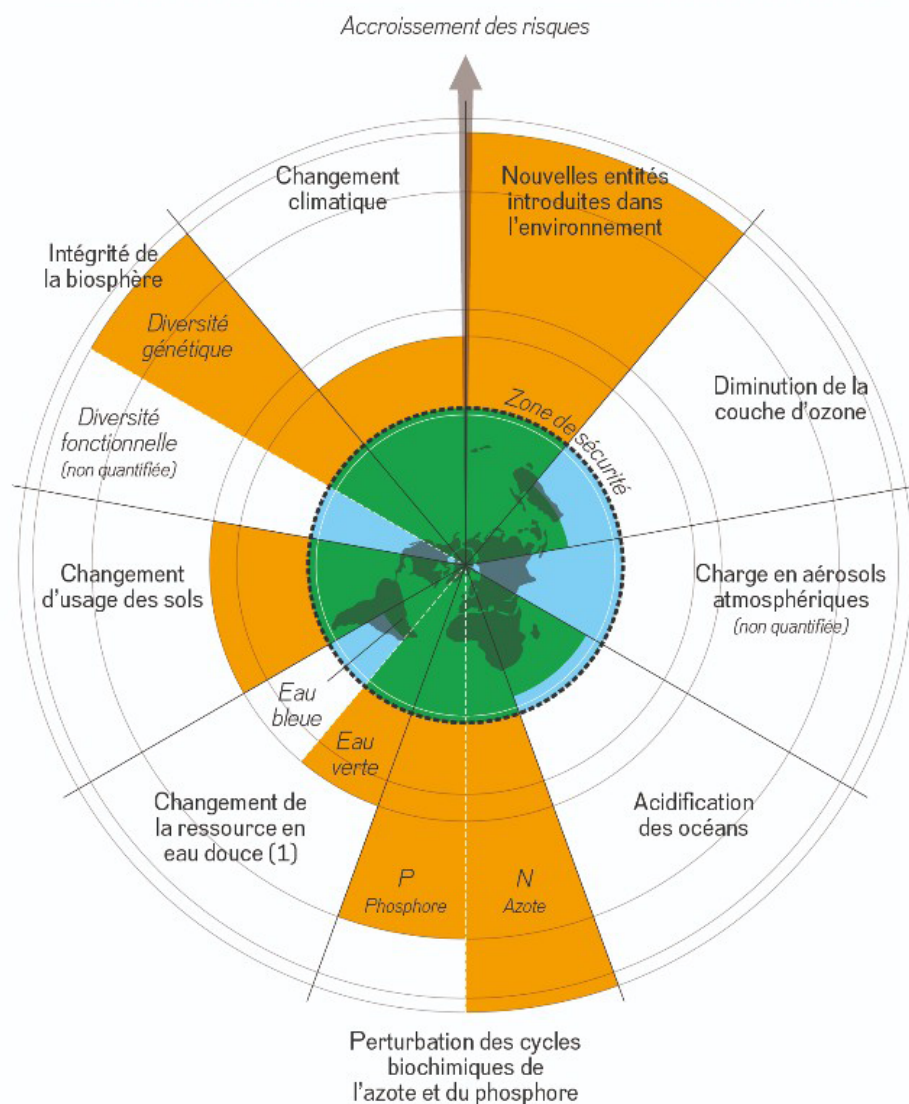 Accroissement des risques
Changement
climatique
Nouvelles entités
introduites dans
l'environnement
Intégrité de
la biosphère
Diversité
génétique
Diversité
fonctionnelle
(non quantifiée)
Zone de sécurité
Diminution de la
couche d'ozone
Changement
d'usage des sols
Charge en aérosols
atmosphériques
(non quantifiée)
Eau
bleue
Eau
verte
Changement de
la ressource en
eau douce (1)
Acidification
des océans
P
Phosphore
N
Azote
Perturbation des cycles
biochimiques de
l'azote et du phosphore